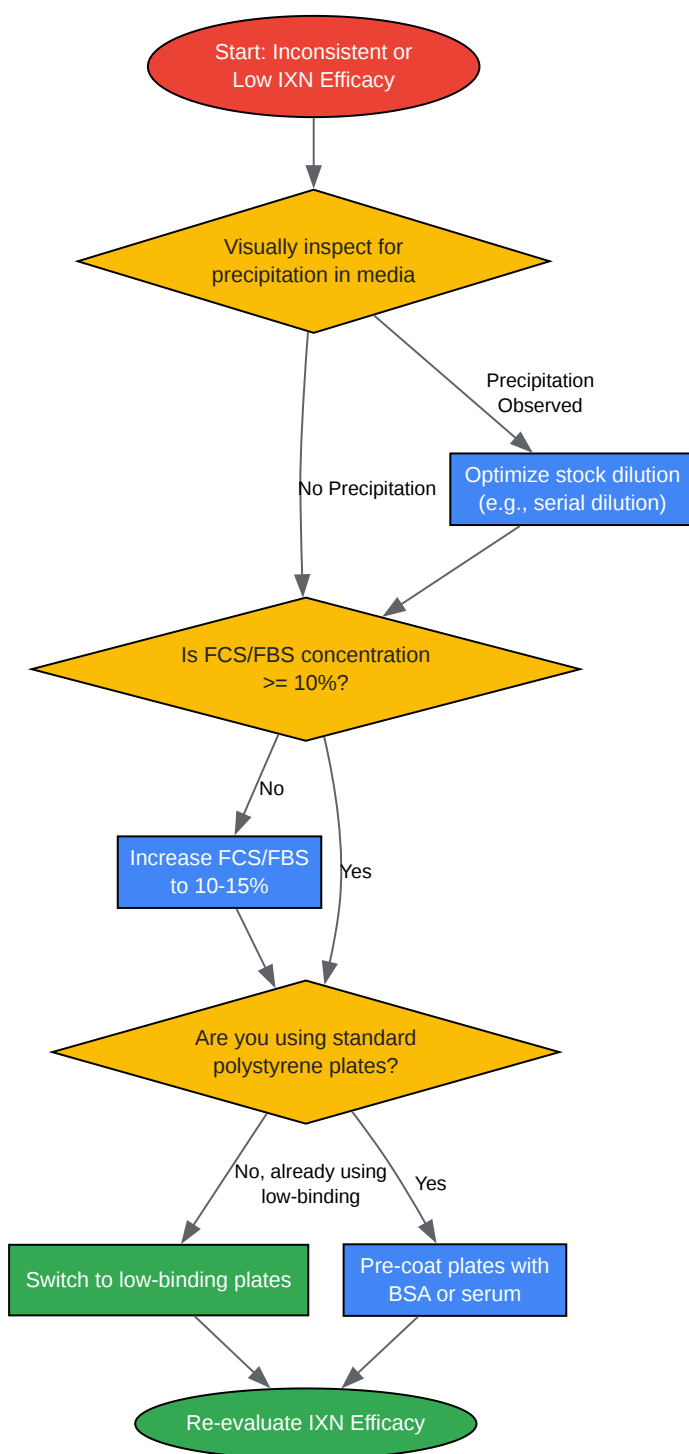 Start: Inconsistent or
Low IXN Efficacy
Visually inspect for
precipitation in media
Precipitation
Observed
No Precipitation
Optimize stock dilution
(e.g., serial dilution)
Is FCS/FBS concentration
>= 10%?
No
Increase FCS/FBS
to 10-15%
Yes
Are you using standard
polystyrene plates?
No, already using
low-binding
Yes
Switch to low-binding plates
Pre-coat plates with
BSA or serum
Re-evaluate IXN Efficacy